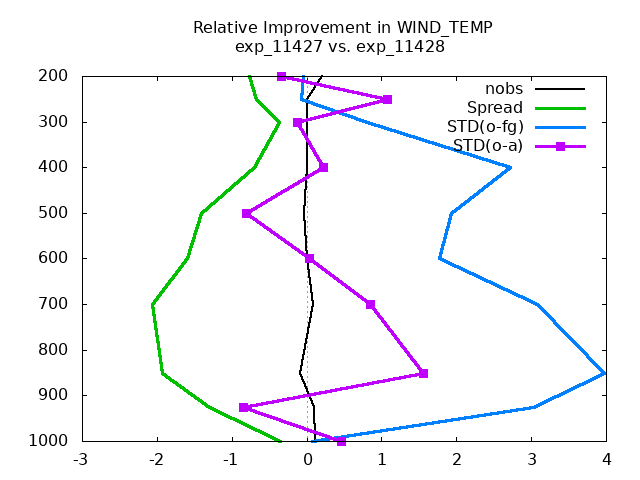 Relative Improvement in WIND_TEMP
exp_11427 vs. exp_11428
200
300
400
500
600
700
800
900
1000
nobs
Spread
STD(o-fg)
STD(o-a)
-3 -2 -1 0 1 2 3 4